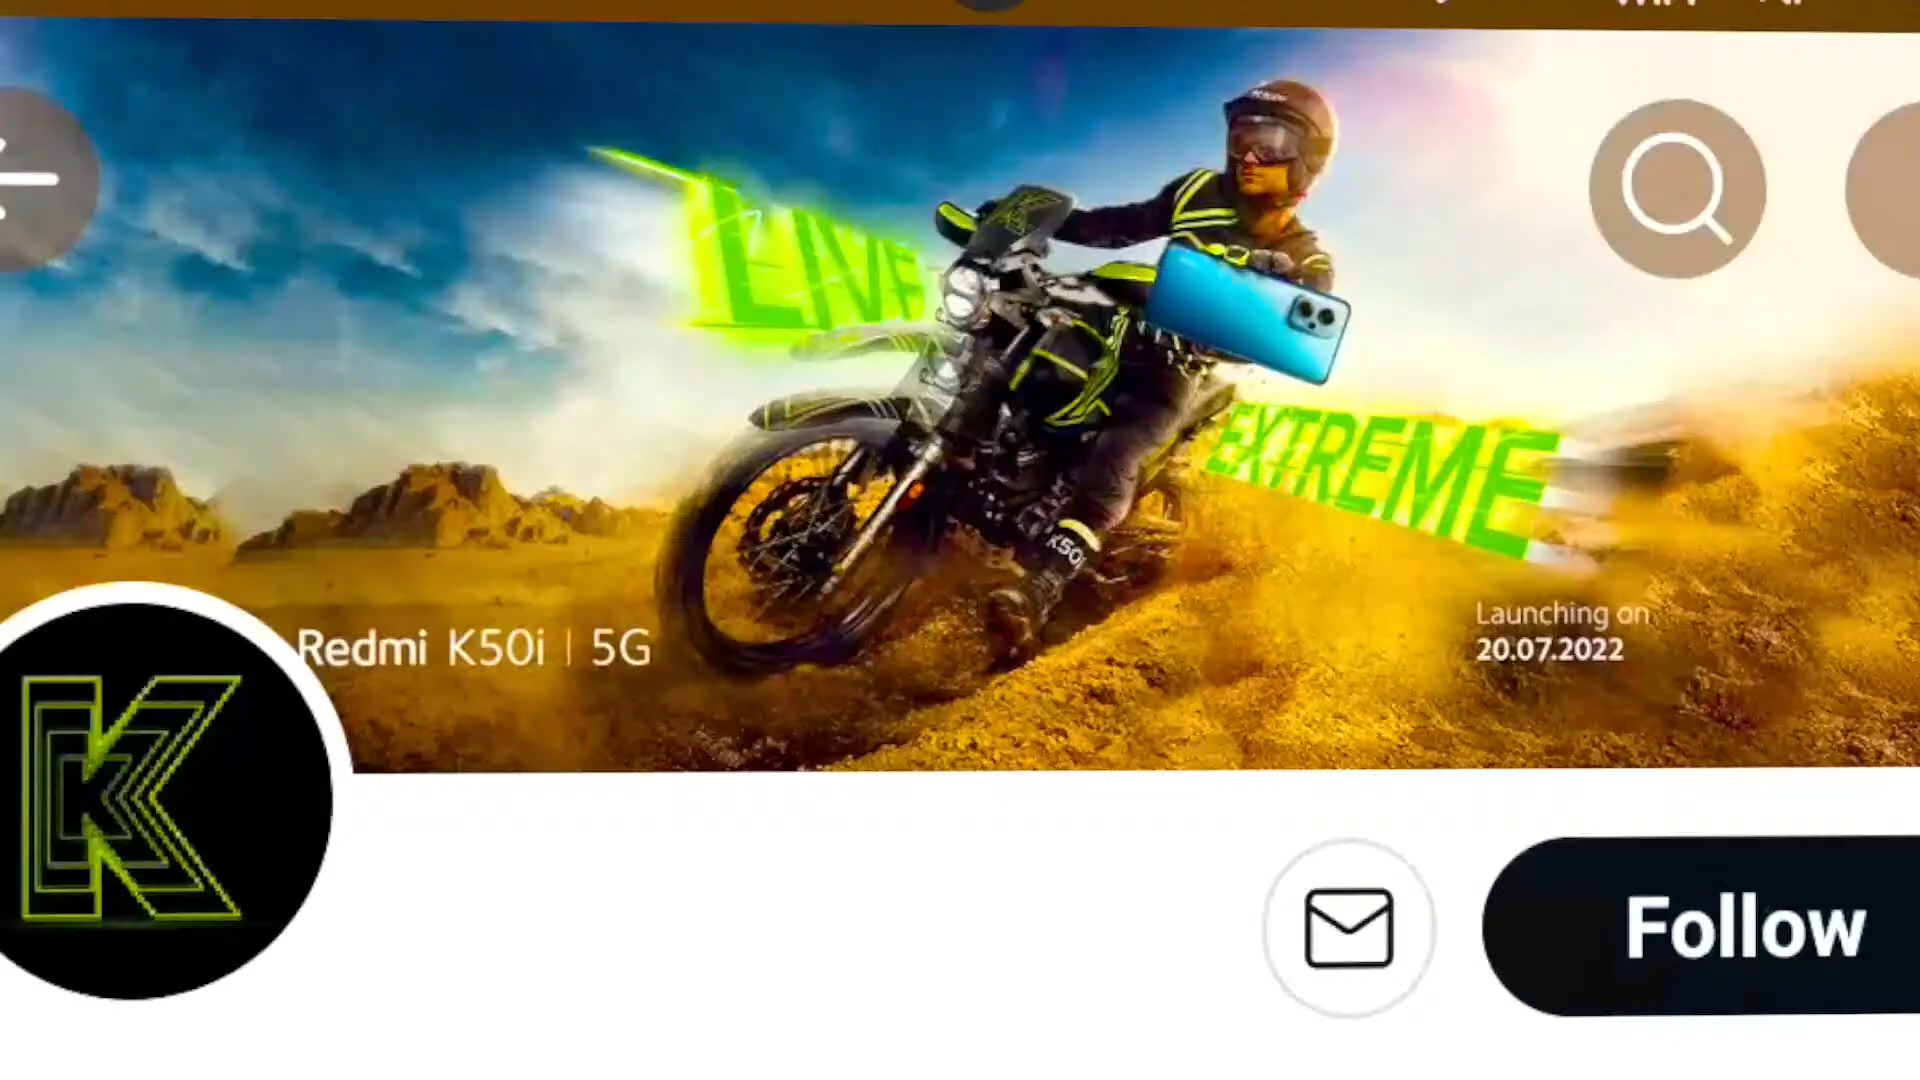 LIVE
EXTREME
K50i
Launching on
Redmi K50i | 5G
20.07.2022
K
Follow